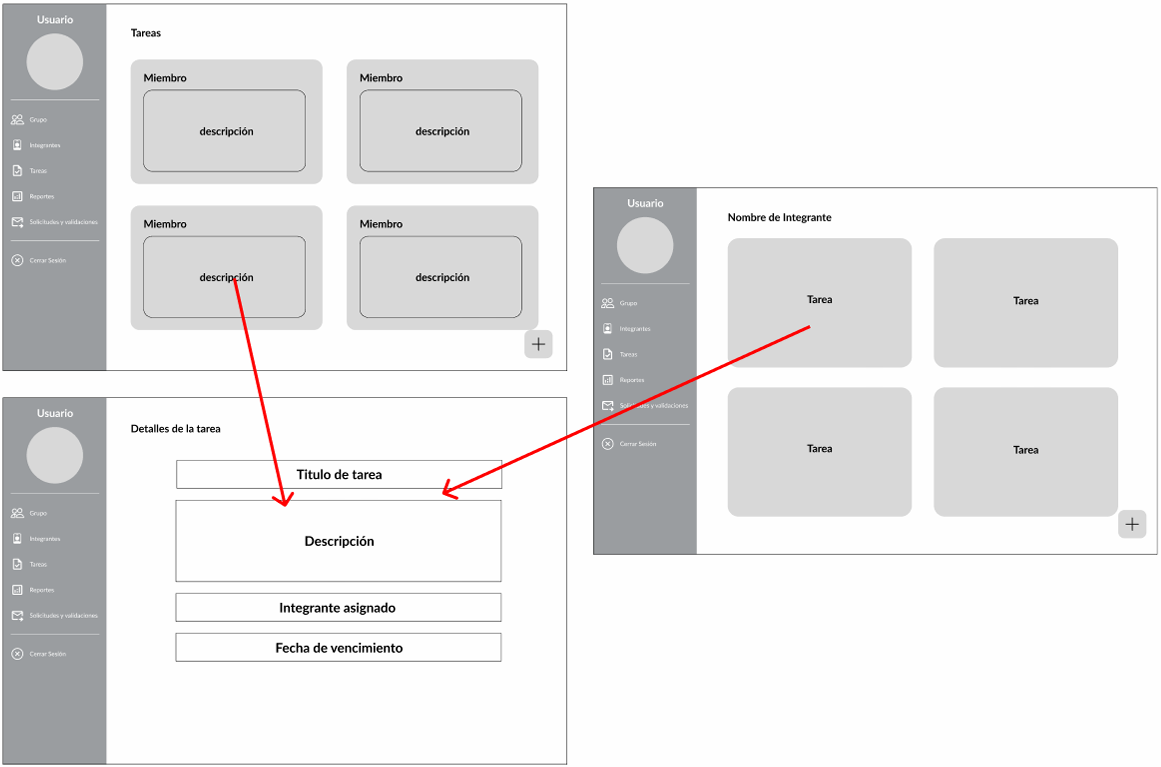 Usuario
Grupo
Integrantes
Tareas
Reportes
Solicitudes y validaciones
Cerrar Sesión
Tareas
Miembro
descripción
Miembro
descripción
Miembro
descripción
Miembro
descripción
Usuario
Grupo
Integrantes
Tareas
Reportes
Solicitudes y validaciones
Cerrar Sesión
Detalles de la tarea
Titulo de tarea
Descripción
Integrante asignado
Fecha de vencimiento
Usuario
Grupo
Integrantes
Tareas
Reportes
Solicitudes y validaciones
Cerrar Sesión
Nombre de Integrante
Tarea
Tarea
Tarea
Tarea